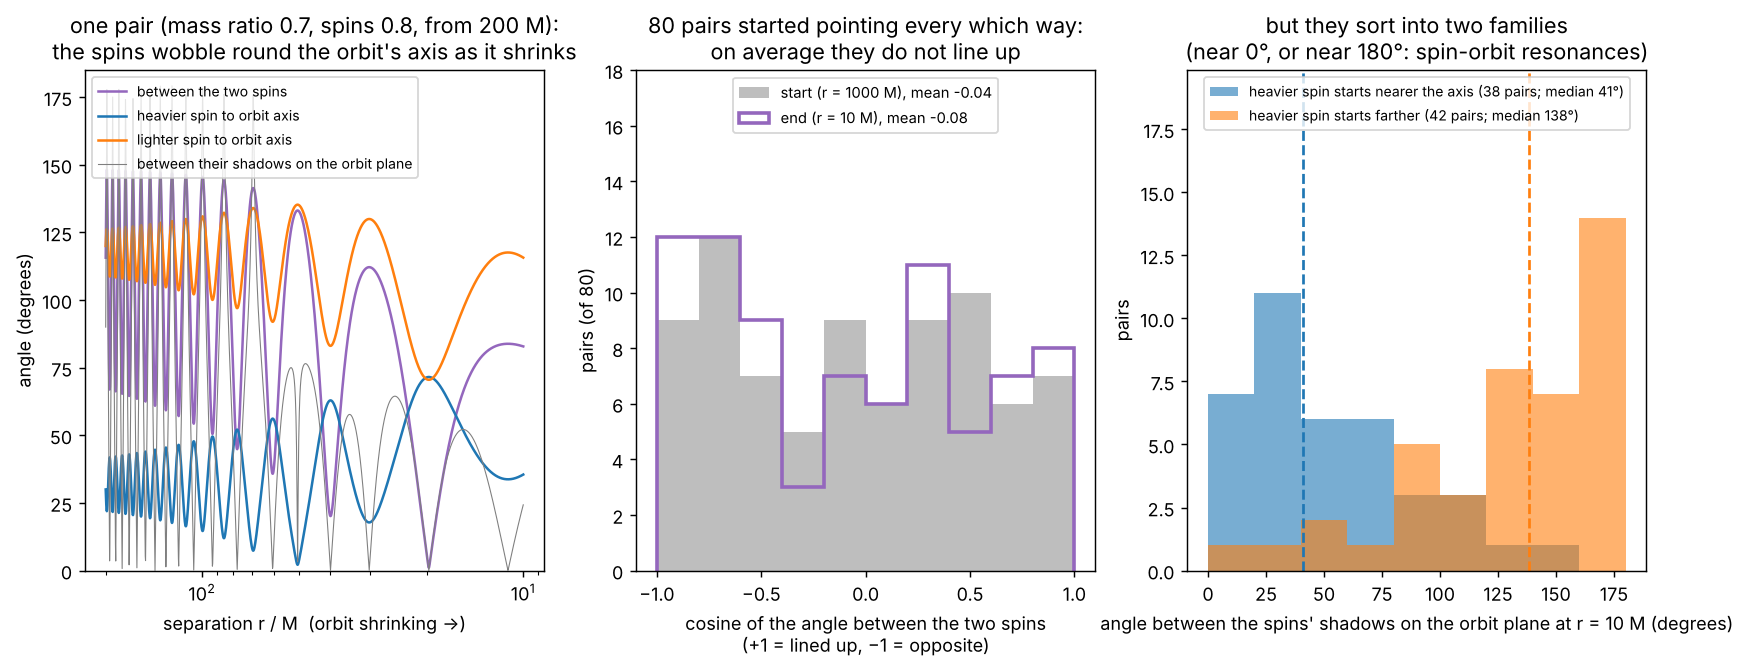 one pair (mass ratio 0.7, spins 0.8, from 200 M):
the spins wobble round the orbit's axis as it shrinks
175
150
125
100
75
50
25
0
angle (degrees)
between the two spins
heavier spin to orbit axis
lighter spin to orbit axis
between their shadows on the orbit plane
10²
10¹
separation r / M (orbit shrinking →)
80 pairs started pointing every which way:
on average they do not line up
18
16
14
12
10
8
6
4
2
0
pairs (of 80)
start (r = 1000 M), mean -0.04
end (r = 10 M), mean -0.08
−1.0
−0.5
0.0
0.5
1.0
cosine of the angle between the two spins
(+1 = lined up, −1 = opposite)
but they sort into two families
(near 0°, or near 180°: spin-orbit resonances)
17.5
15.0
12.5
10.0
7.5
5.0
2.5
0.0
pairs
heavier spin starts nearer the axis (38 pairs; median 41°)
heavier spin starts farther (42 pairs; median 138°)
0
25
50
75
100
125
150
175
angle between the spins' shadows on the orbit plane at r = 10 M (degrees)